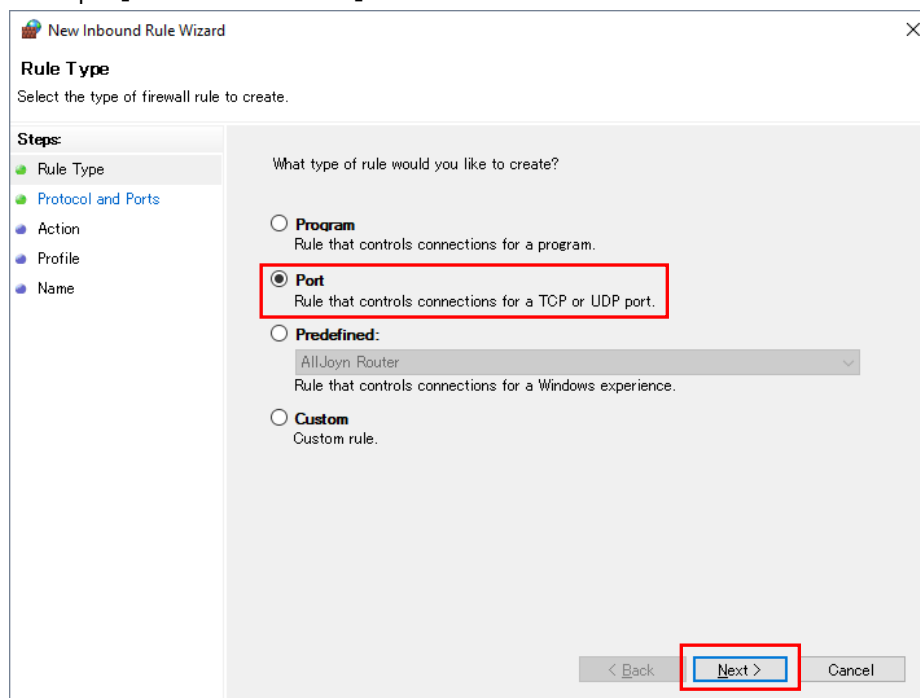 New Inbound Rule Wizard
Rule Type
Select the type of firewall rule to create.
Steps:
Rule Type
Protocol and Ports
Action
Profile
Name
What type of rule would you like to create?
Program
Rule that controls connections for a program.
Port
Rule that controls connections for a TCP or UDP port.
Predefined:
AllJoyn Router
Rule that controls connections for a Windows experience.
Custom
Custom rule.
< Back
Next >
Cancel